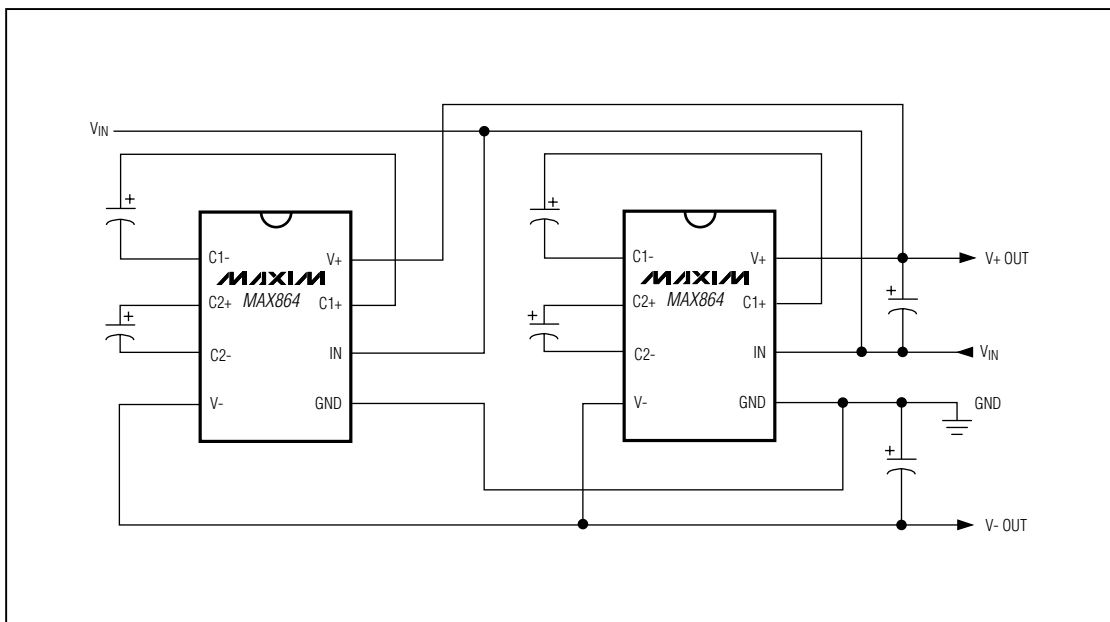 VIN
+
+
C1-
C2+
C2-
V-
MAXIM
MAX864
V+
C1+
IN
GND
+
+
C1-
C2+
C2-
V-
MAXIM
MAX864
V+
C1+
IN
GND
V+ OUT
+
VIN
GND
+
V- OUT